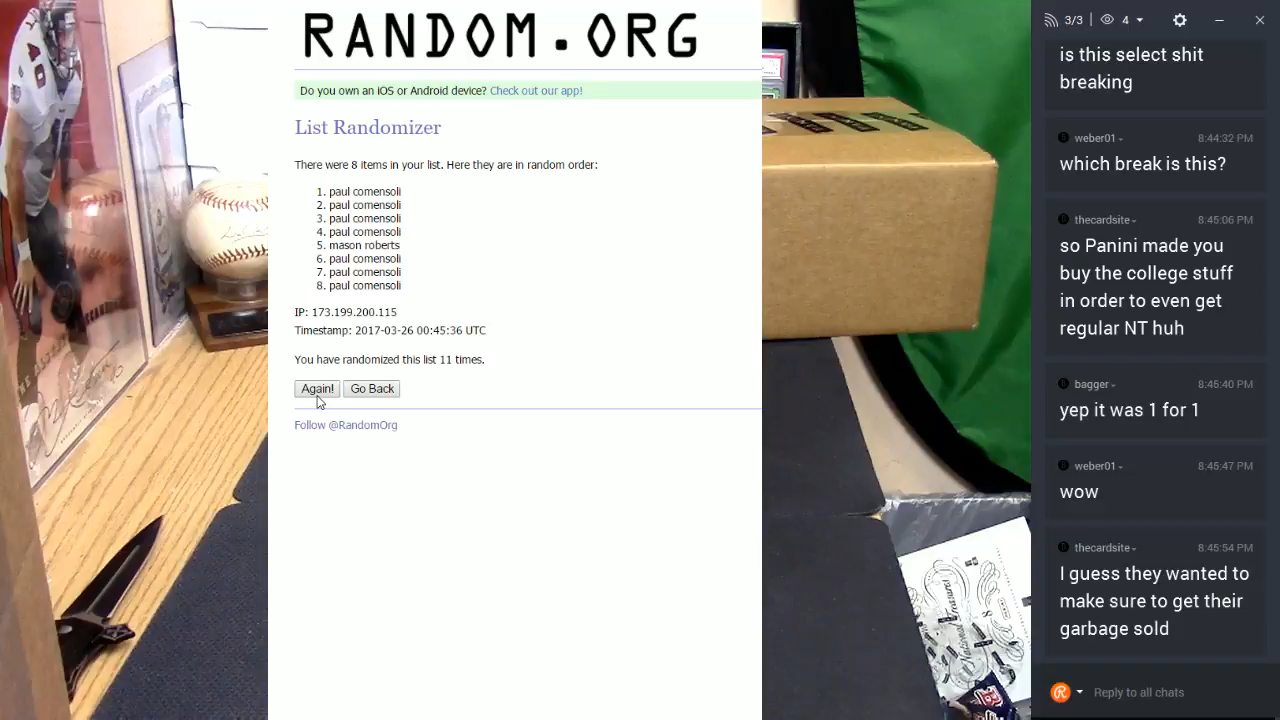 RANDOM.ORG
Do you own an iOS or Android device? Check out our app!
List Randomizer
There were 8 items in your list. Here they are in random order:
1. paul comensoli
2. paul comensoli
3. paul comensoli
4. paul comensoli
5. mason roberts
6. paul comensoli
7. paul comensoli
8. paul comensoli
IP: 173.199.200.115
Timestamp: 2017-03-26 00:45:36 UTC
You have randomized this list 11 times.
Again! Go Back
Follow @RandomOrg
3/3 4
is this select shit
breaking
weber01 8:44:32 PM
which break is this?
thecardsite 8:45:06 PM
so Panini made you
buy the college stuff
in order to even get
regular NT huh
bagger 8:45:40 PM
yep it was 1 for 1
weber01 8:45:47 PM
wow
thecardsite 8:45:54 PM
I guess they wanted to
make sure to get their
garbage sold
Reply to all chats
National Treasures